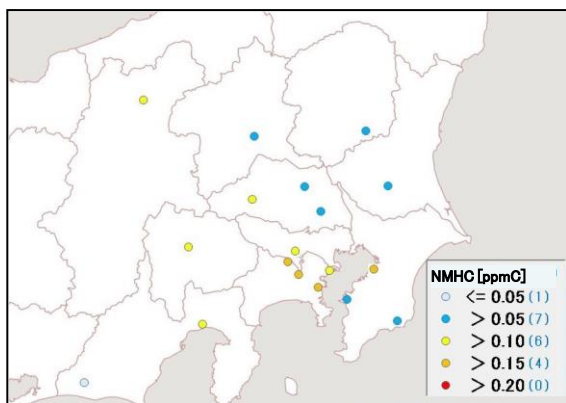 NMHC [ppmC]
<= 0.05 (1)
> 0.05 (7)
> 0.10 (6)
> 0.15 (4)
> 0.20 (0)